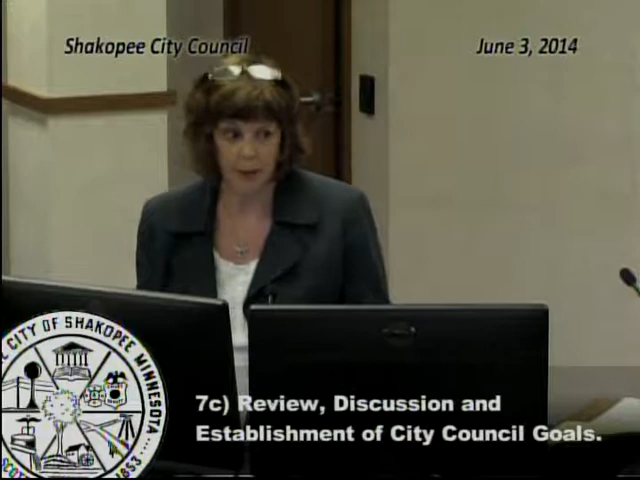 Shakopee City Council
June 3, 2014
CITY OF SHAKOPEE MINNESOTA
1853
7c) Review, Discussion and
Establishment of City Council Goals.